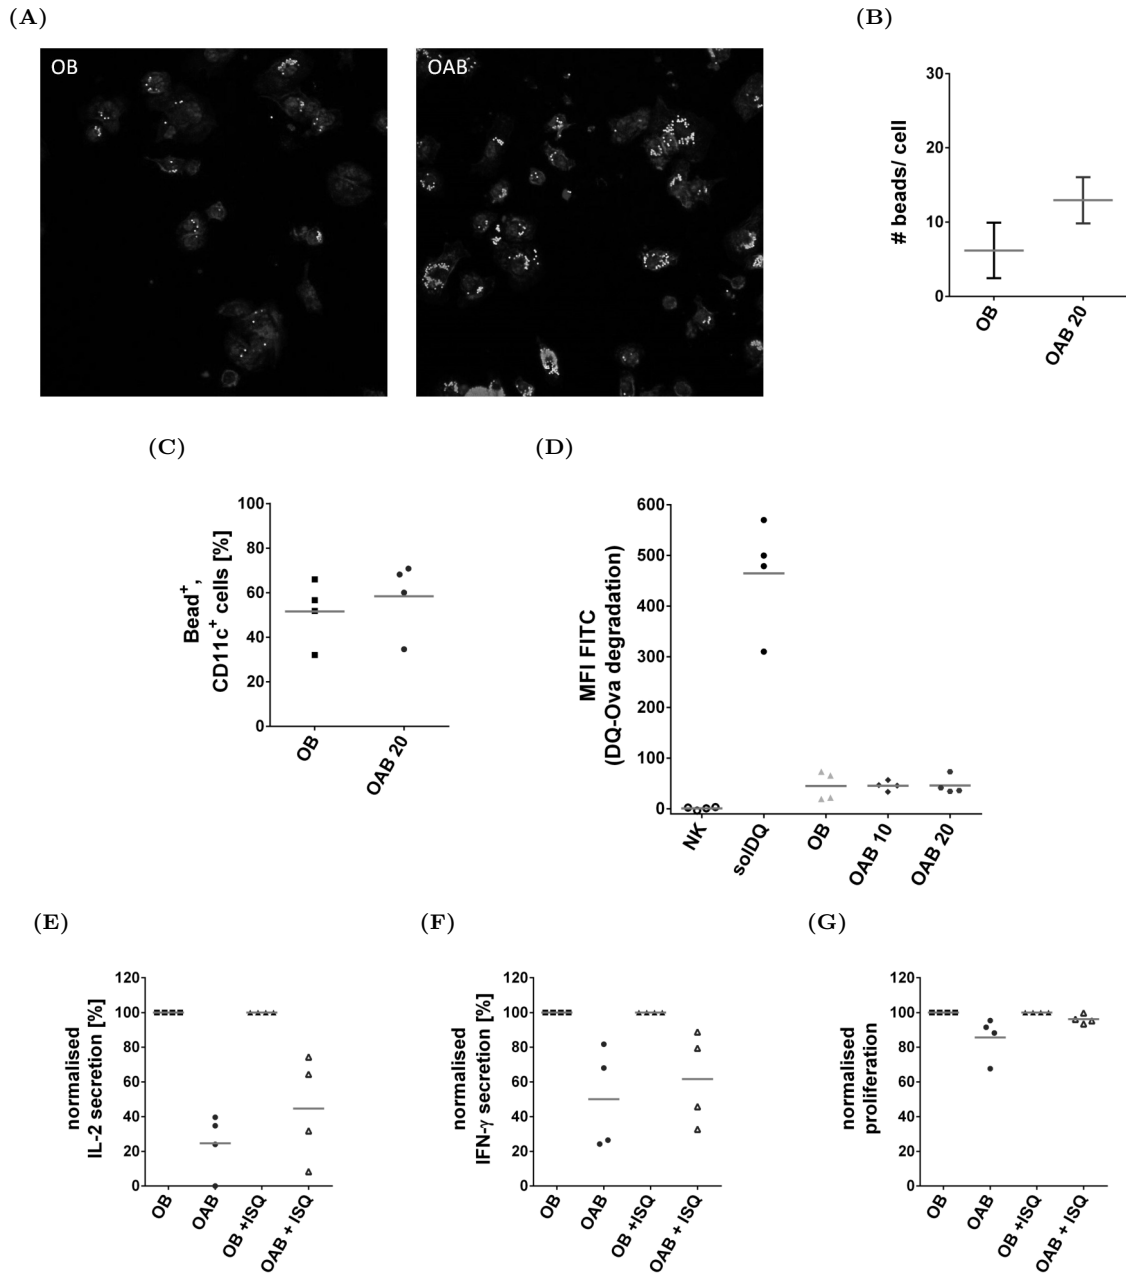 (A)
OB
OAB
(B)
# beads/ cell
30
20
10
0
OB
OAB 20
(C)
Bead⁺,
CD11c⁺ cells [%]
100
80
60
40
20
0
OB
OAB 20
(D)
MFI FITC
(DQ-Ova degradation)
600
500
400
300
200
100
0
NK
solDQ
OB
OAB 10
OAB 20
(E)
normalised
IL-2 secretion [%]
120
100
80
60
40
20
0
OB
OAB
OB +ISQ
OAB + ISQ
(F)
normalised
IFN-γ secretion [%]
120
100
80
60
40
20
0
OB
OAB
OB +ISQ
OAB + ISQ
(G)
normalised
proliferation
120
100
80
60
40
20
0
OB
OAB
OB +ISQ
OAB + ISQ